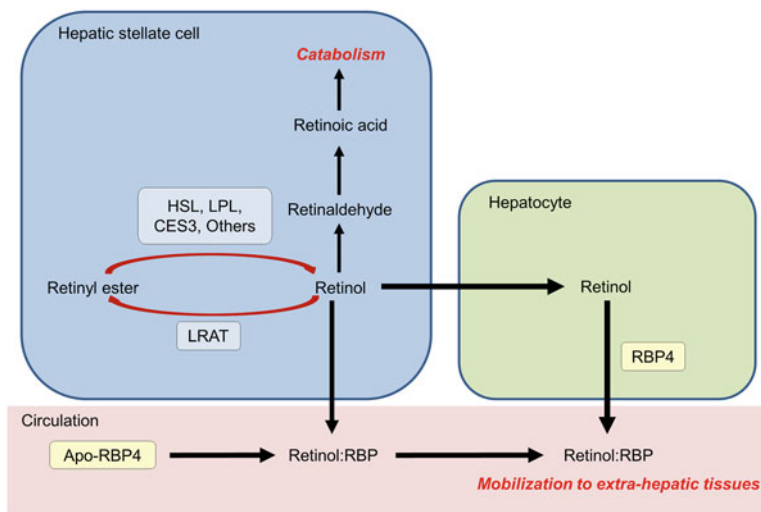 Hepatic stellate cell
Catabolism
Retinoic acid
HSL, LPL,
CES3, Others
Retinaldehyde
Hepatocyte
Retinyl ester
Retinol
Retinol
LRAT
RBP4
Circulation
Apo-RBP4
Retinol:RBP
Retinol:RBP
Mobilization to extra-hepatic tissues